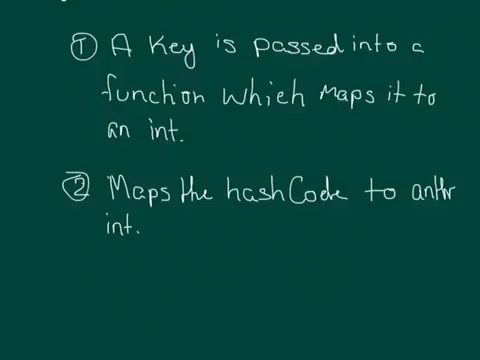 ① A Key is passed into a
function which Maps it to
an int.
② Maps the hashCode to anthr
int.